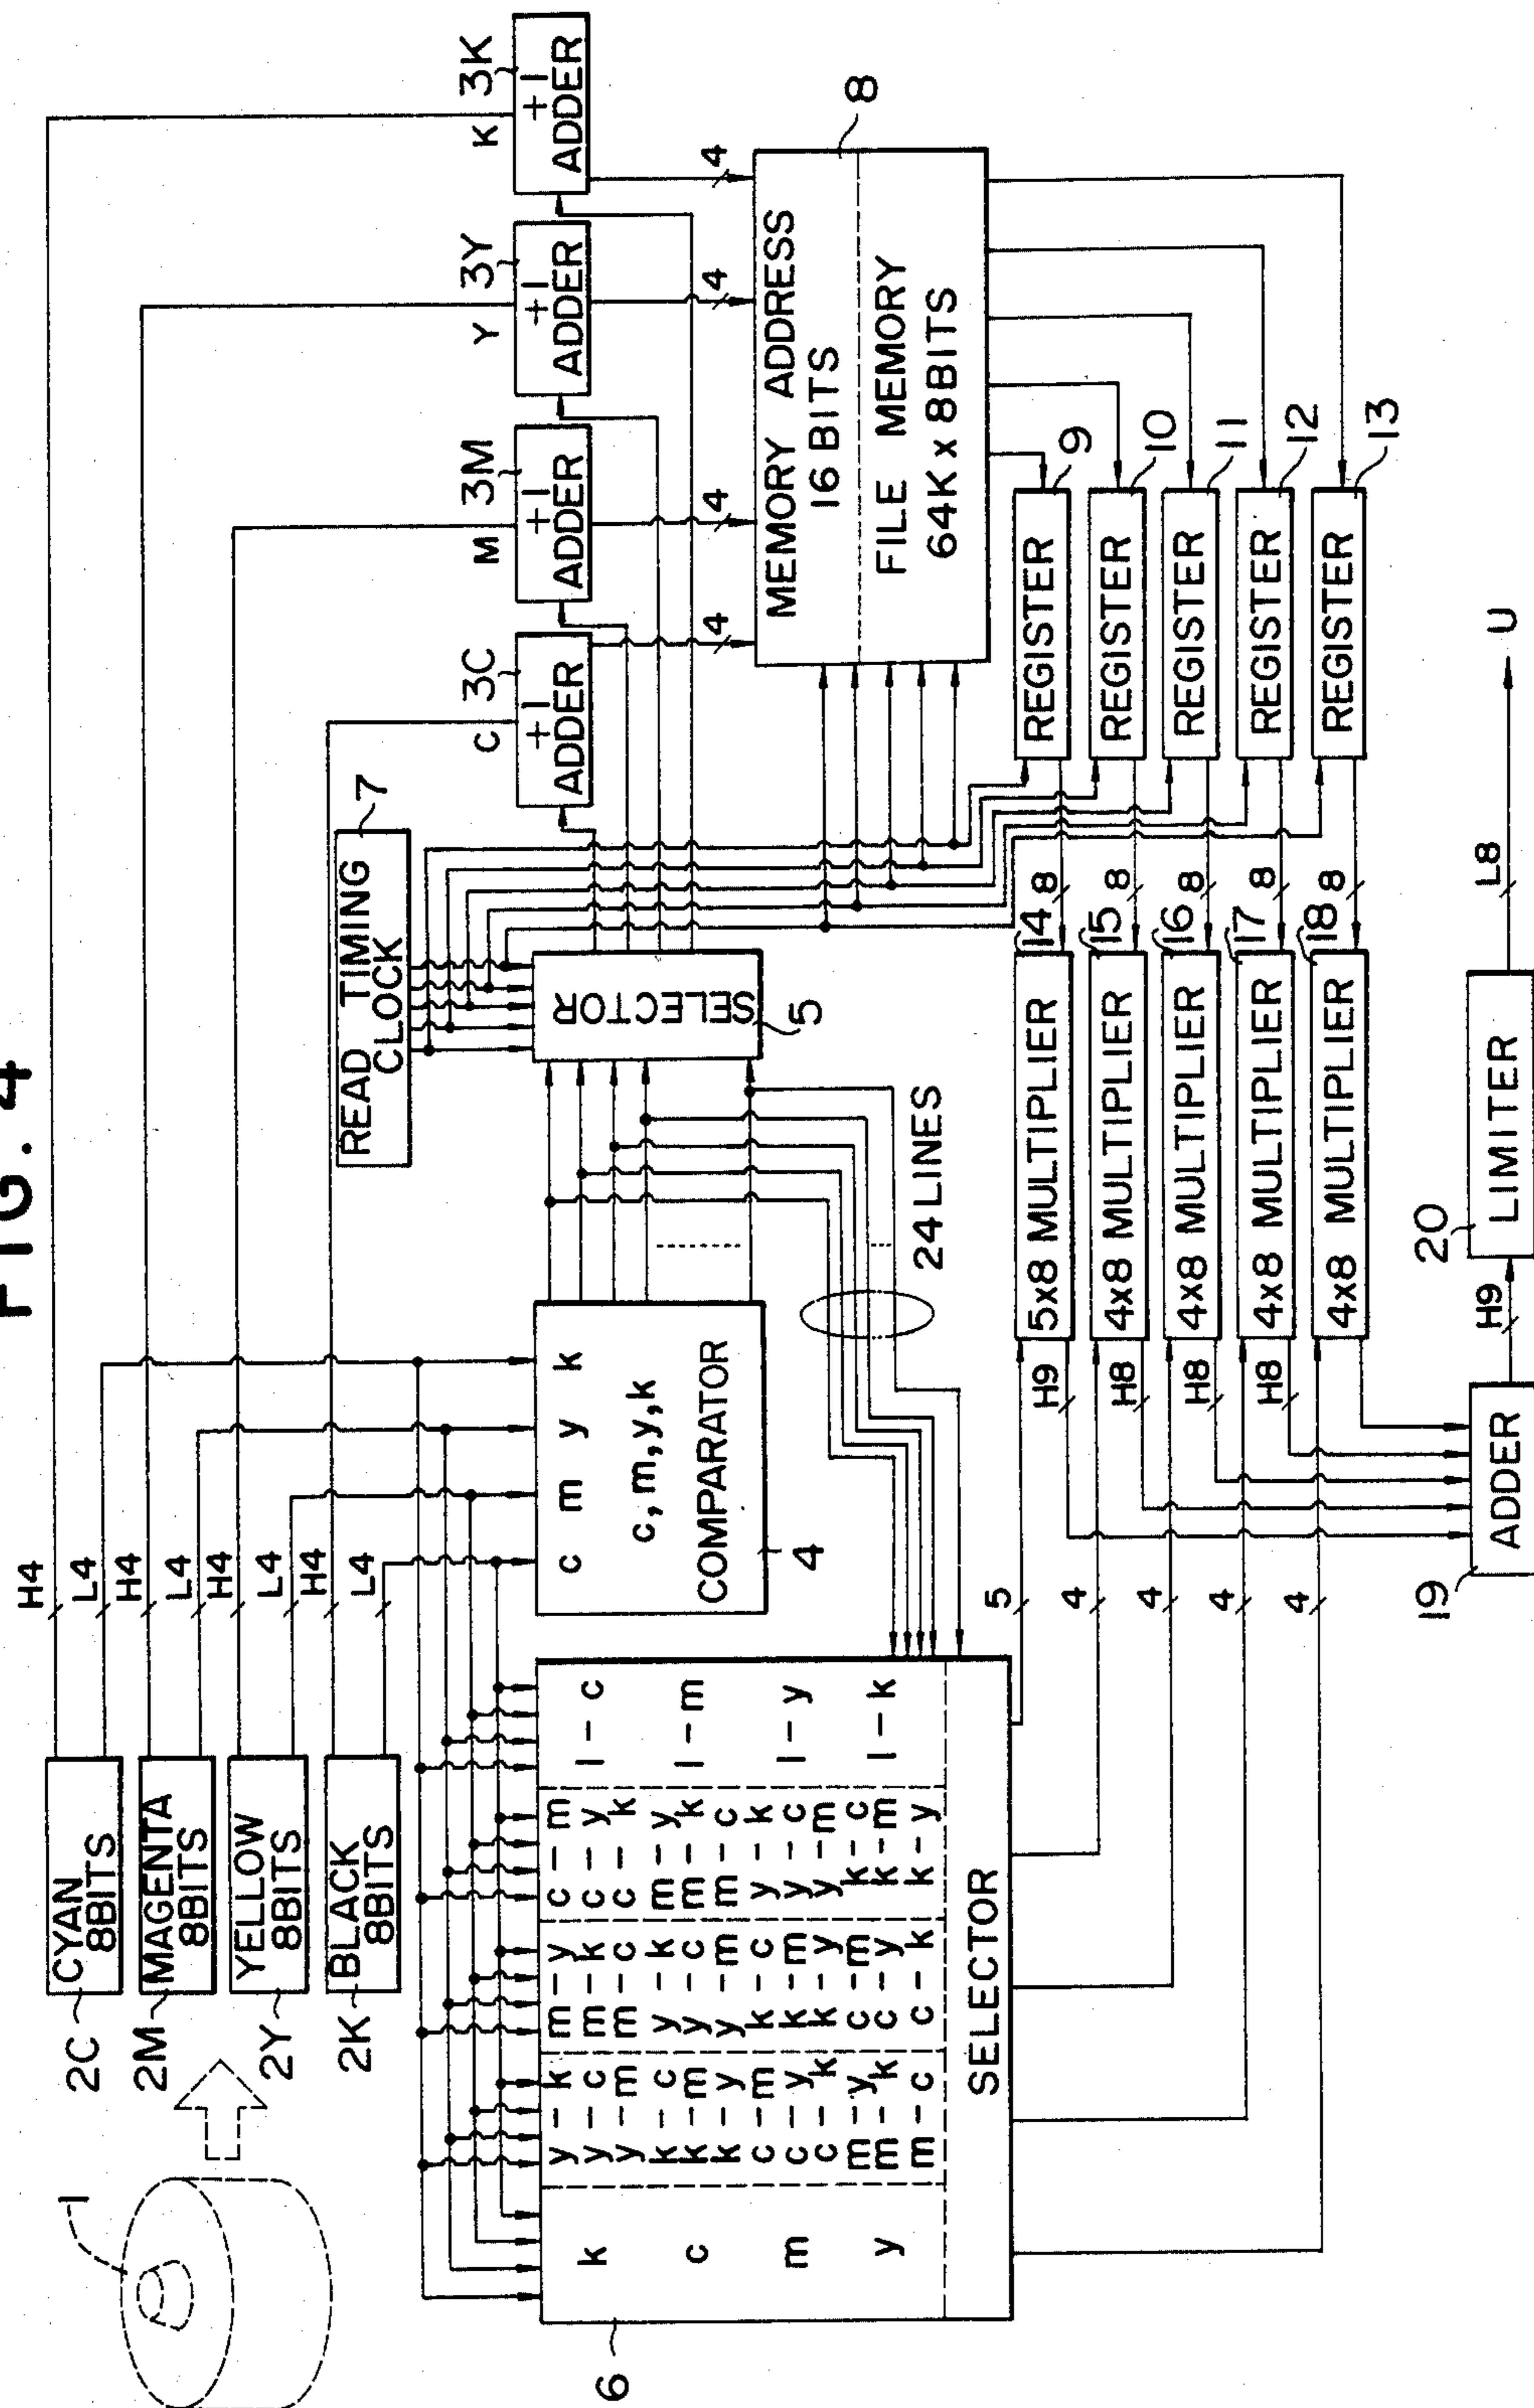 FIG. 4
1
2C
CYAN
8BITS
2M
MAGENTA
8BITS
2Y
YELLOW
8BITS
2K
BLACK
8BITS
H4
L4
H4
L4
H4
L4
H4
L4
READ TIMING
CLOCK
7
C
3C
+1
ADDER
M
3M
+1
ADDER
Y
3Y
+1
ADDER
K
3K
+1
ADDER
4
4
4
4
c m y k
c,m,y,k
COMPARATOR
4
SELECTOR
5
24 LINES
MEMORY ADDRESS
16 BITS
FILE MEMORY
64K x 8BITS
8
6
k
c
m
y
y-k
y-c
y-m
k-c
k-m
k-y
c-m
c-y
c-k
m-y
m-k
m-c
m-y
m-k
m-c
y-k
y-c
y-m
k-c
k-m
k-y
c-m
c-y
c-k
c-m
c-y
c-k
m-y
m-k
m-c
y-k
y-c
y-m
k-c
k-m
k-y
1-c
1-m
1-y
1-k
SELECTOR
5
4
4
4
4
5x8 MULTIPLIER
14
8
REGISTER
9
4x8 MULTIPLIER
15
8
REGISTER
10
4x8 MULTIPLIER
16
8
REGISTER
11
4x8 MULTIPLIER
17
8
REGISTER
12
4x8 MULTIPLIER
18
8
REGISTER
13
H9
H8
H8
H8
19
ADDER
H9
20
LIMITER
L8
U